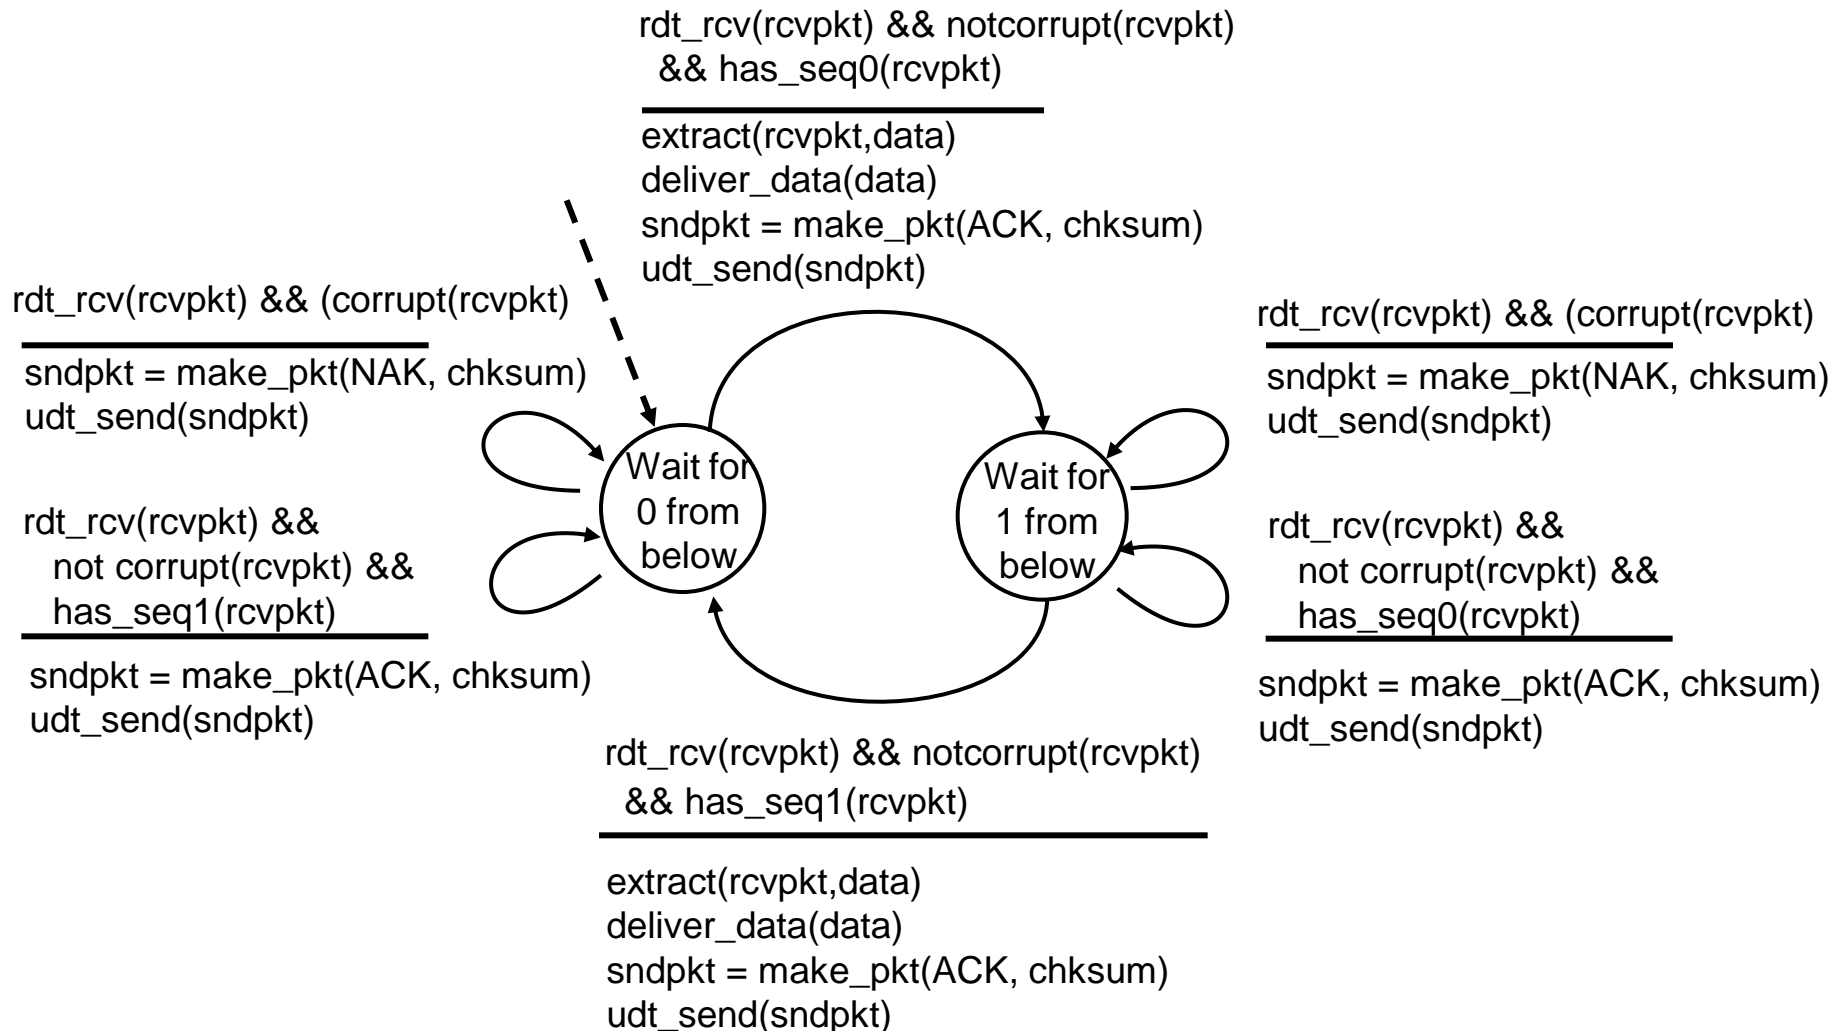 rdt_rcv(rcvpkt) && notcorrupt(rcvpkt)
&& has_seq0(rcvpkt)
extract(rcvpkt,data)
deliver_data(data)
sndpkt = make_pkt(ACK, chksum)
udt_send(sndpkt)
rdt_rcv(rcvpkt) && (corrupt(rcvpkt)
sndpkt = make_pkt(NAK, chksum)
udt_send(sndpkt)
rdt_rcv(rcvpkt) &&
not corrupt(rcvpkt) &&
has_seq1(rcvpkt)
sndpkt = make_pkt(ACK, chksum)
udt_send(sndpkt)
Wait for
0 from
below
Wait for
1 from
below
rdt_rcv(rcvpkt) && (corrupt(rcvpkt)
sndpkt = make_pkt(NAK, chksum)
udt_send(sndpkt)
rdt_rcv(rcvpkt) &&
not corrupt(rcvpkt) &&
has_seq0(rcvpkt)
sndpkt = make_pkt(ACK, chksum)
udt_send(sndpkt)
rdt_rcv(rcvpkt) && notcorrupt(rcvpkt)
&& has_seq1(rcvpkt)
extract(rcvpkt,data)
deliver_data(data)
sndpkt = make_pkt(ACK, chksum)
udt_send(sndpkt)